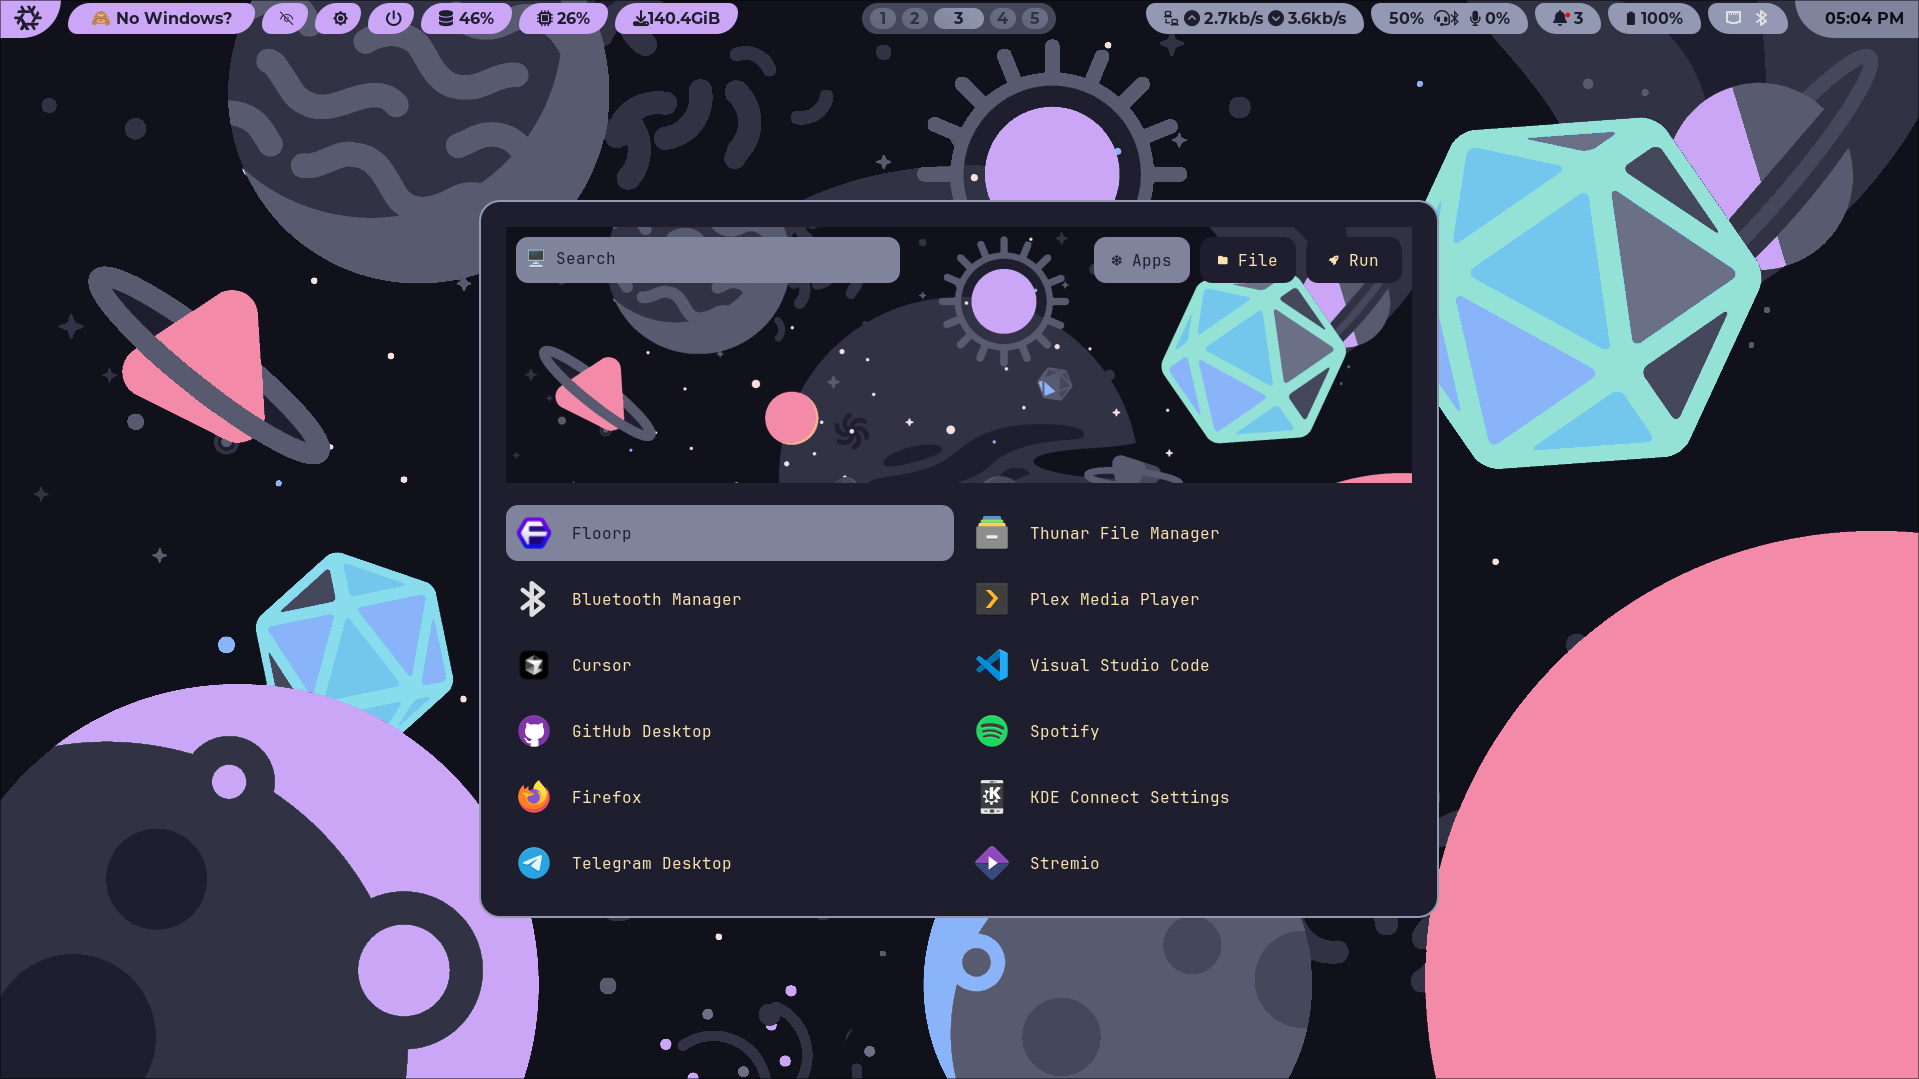 No Windows?
46%
26%
140.4GiB
1 2 3 4 5
2.7kb/s 3.6kb/s
50% 0%
3
100%
05:04 PM
Search
Apps
File
Run
Floorp
Thunar File Manager
Bluetooth Manager
Plex Media Player
Cursor
Visual Studio Code
GitHub Desktop
Spotify
Firefox
KDE Connect Settings
Telegram Desktop
Stremio